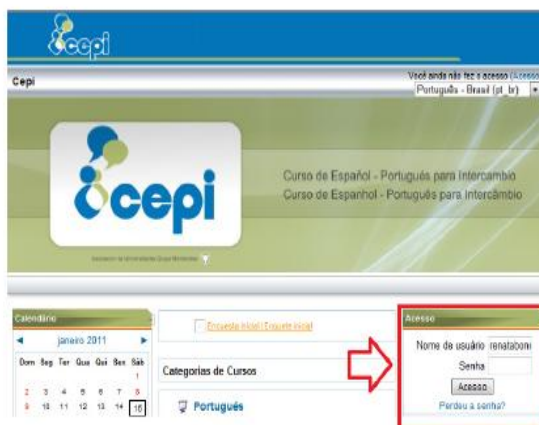 cepi
Cepi
Você ainda não fez o acesso (Acesso
Português - Brasil (pt_br)
cepi
Curso de Español - Portugués para Intercambio
Curso de Espanhol - Português para Intercâmbio
Calendário
janeiro 2011
Dom Seg Ter Qua Qui Sex Sáb
1
2 3 4 5 6 7 8
9 10 11 12 13 14 15
Encuesta inicial | Enquete inicial
Categorias de Cursos
Português
Acesso
Nome de usuário renatabon
Senha
Acesso
Perdeu a senha?